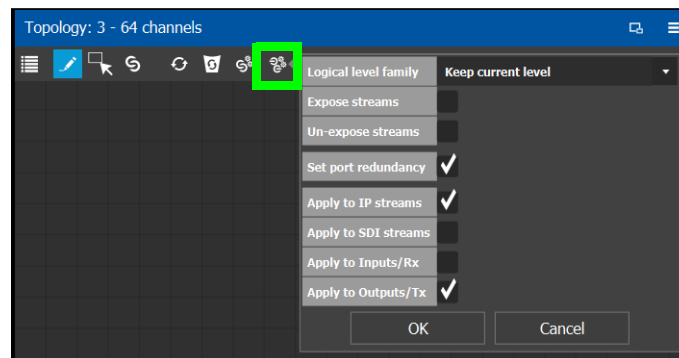 Topology: 3 - 64 channels
Logical level family Keep current level
Expose streams
Un-expose streams
Set port redundancy
Apply to IP streams
Apply to SDI streams
Apply to Inputs/Rx
Apply to Outputs/Tx
OK Cancel